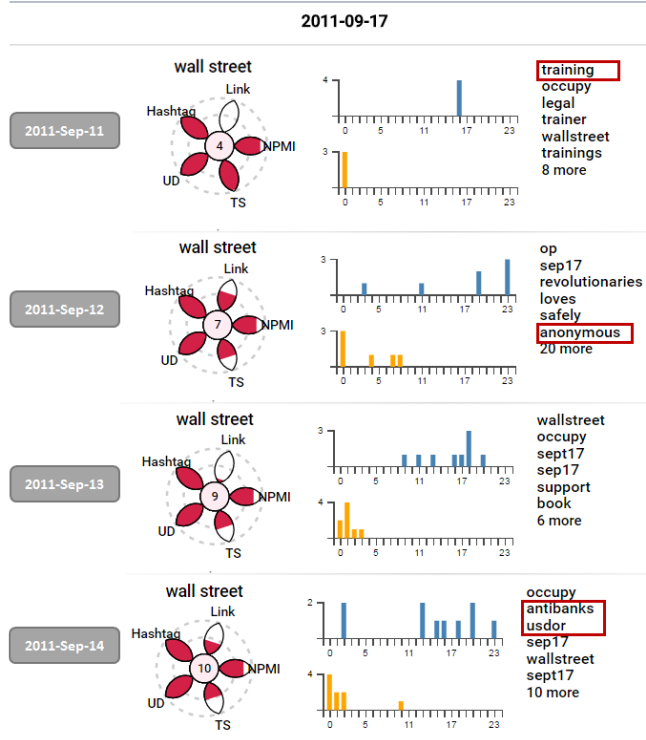 2011-09-17
2011-Sep-11
wall street
Link
Hashtag
4
NPMI
UD
TS
4
0 5 11 17 23
3
0 5 11 17 23
training
occupy
legal
trainer
wallstreet
trainings
8 more
2011-Sep-12
wall street
Link
Hashtag
7
NPMI
UD
TS
3
0 5 11 17 23
3
0 5 11 17 23
op
sep17
revolutionaries
loves
safely
anonymous
20 more
2011-Sep-13
wall street
Link
Hashtag
9
NPMI
UD
TS
3
0 5 11 17 23
4
0 5 11 17 23
wallstreet
occupy
sept17
sep17
support
book
6 more
2011-Sep-14
wall street
Link
Hashtag
10
NPMI
UD
TS
2
0 5 11 17 23
4
0 5 11 17 23
occupy
antibanks
usdor
sep17
wallstreet
sept17
10 more